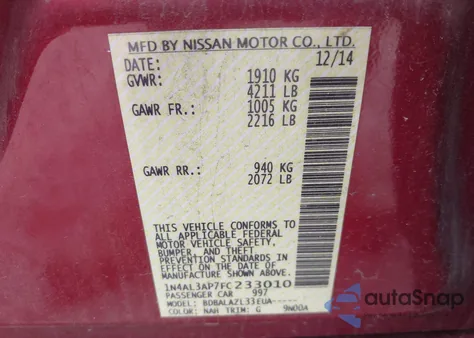 MFD BY NISSAN MOTOR CO., LTD.
DATE: 12/14
GVWR: 1910 KG
4211 LB
GAWR FR.: 1005 KG
2216 LB
GAWR RR.: 940 KG
2072 LB
THIS VEHICLE CONFORMS TO
ALL APPLICABLE FEDERAL
MOTOR VEHICLE SAFETY,
BUMPER, AND THEFT
PREVENTION STANDARDS IN
EFFECT ON THE DATE OF
MANUFACTURE SHOWN ABOVE.
1N4AL3AP7FC233010
PASSENGER CAR 997
MODEL: BDBALAZL33EUA-----
COLOR: NAH TRIM: G 9N00A
AutoSnap